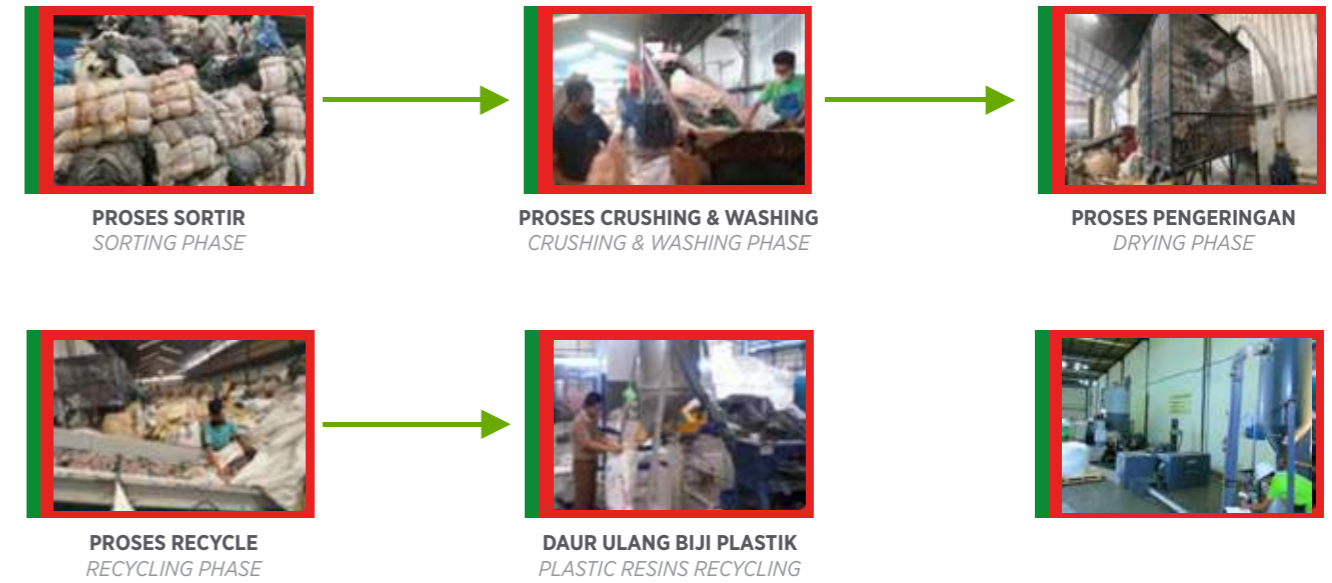 PROSES SORTIR
SORTING PHASE
PROSES CRUSHING & WASHING
CRUSHING & WASHING PHASE
PROSES PENGERINGAN
DRYING PHASE
PROSES RECYCLE
RECYCLING PHASE
DAUR ULANG BIJI PLASTIK
PLASTIC RESINS RECYCLING